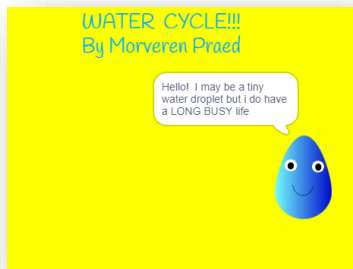 WATER CYCLE!!!
By Morveren Praed
Hello! I may be a tiny
water droplet but i do have
a LONG BUSY life